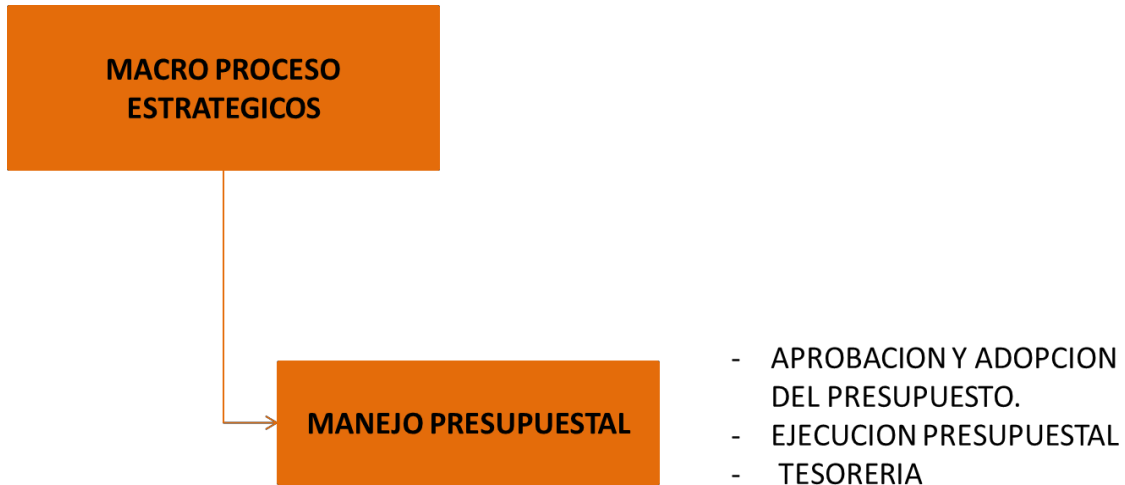 MACRO PROCESO
ESTRATEGICOS
MANEJO PRESUPUESTAL
- APROBACION Y ADOPCION
DEL PRESUPUESTO.
- EJECUCION PRESUPUESTAL
- TESORERIA